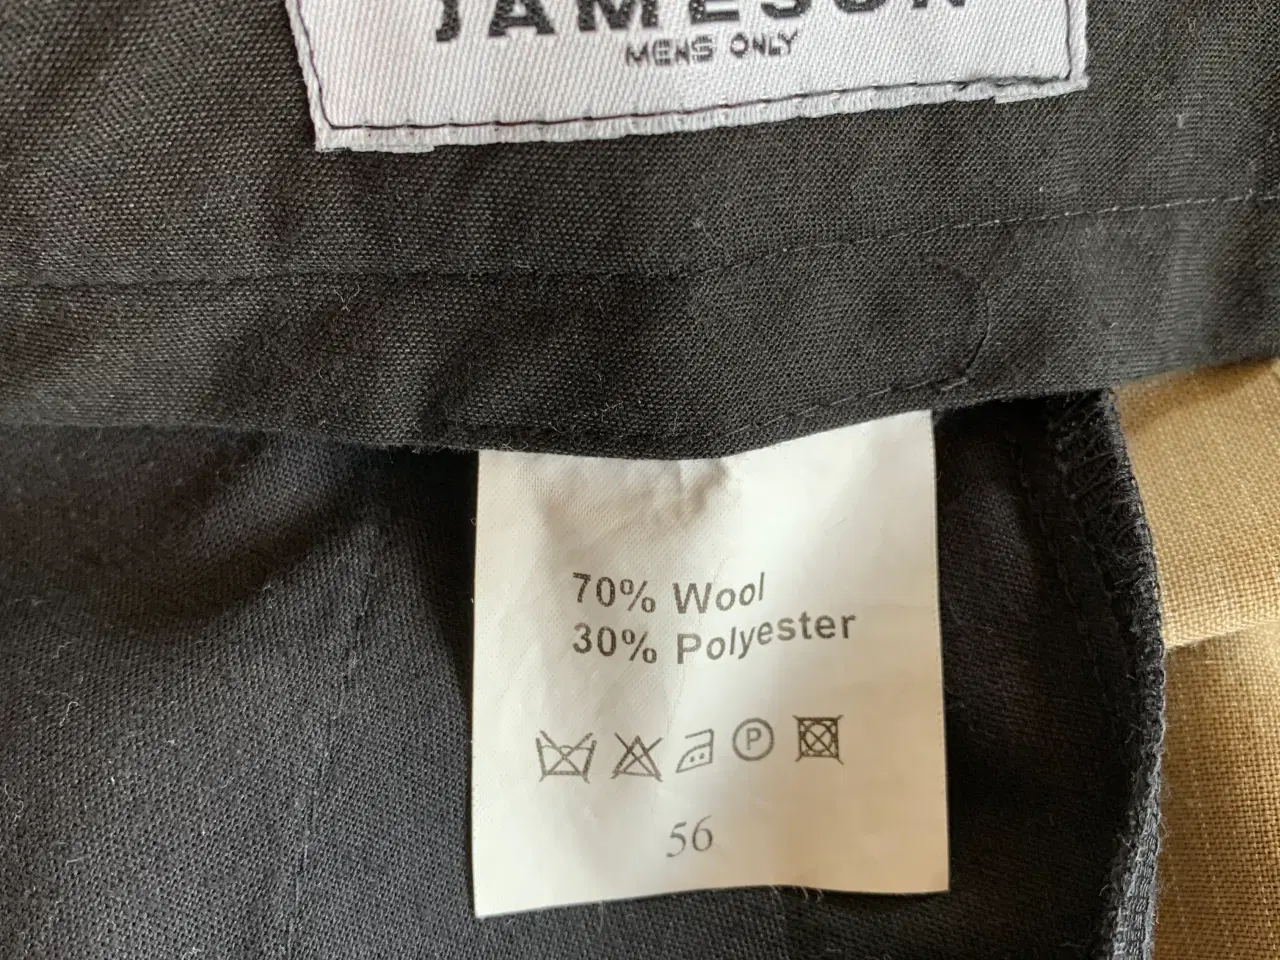 JAMESON
MENS ONLY
70% Wool
30% Polyester
P
56